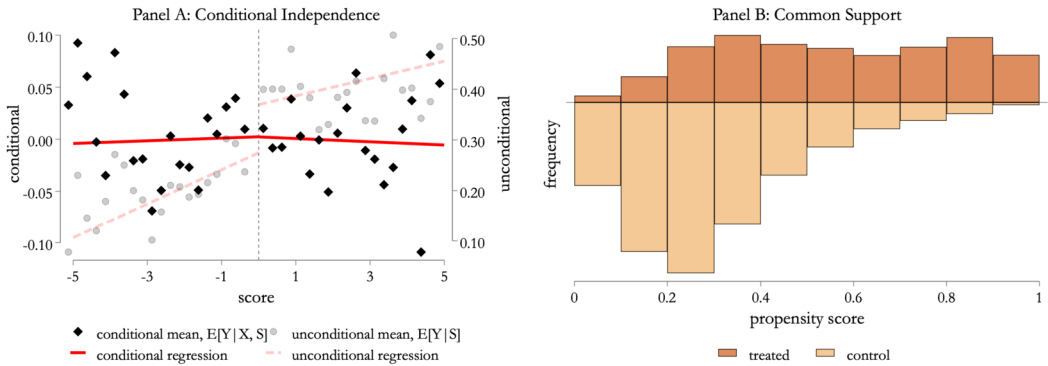 Panel A: Conditional Independence
0.10
0.05
0.00
-0.05
-0.10
conditional
0.50
0.40
0.30
0.20
0.10
unconditional
-5 -3 -1 1 3 5
score
conditional mean, E[Y|X, S] unconditional mean, E[Y|S]
conditional regression unconditional regression
Panel B: Common Support
frequency
0 0.2 0.4 0.6 0.8 1
propensity score
treated control